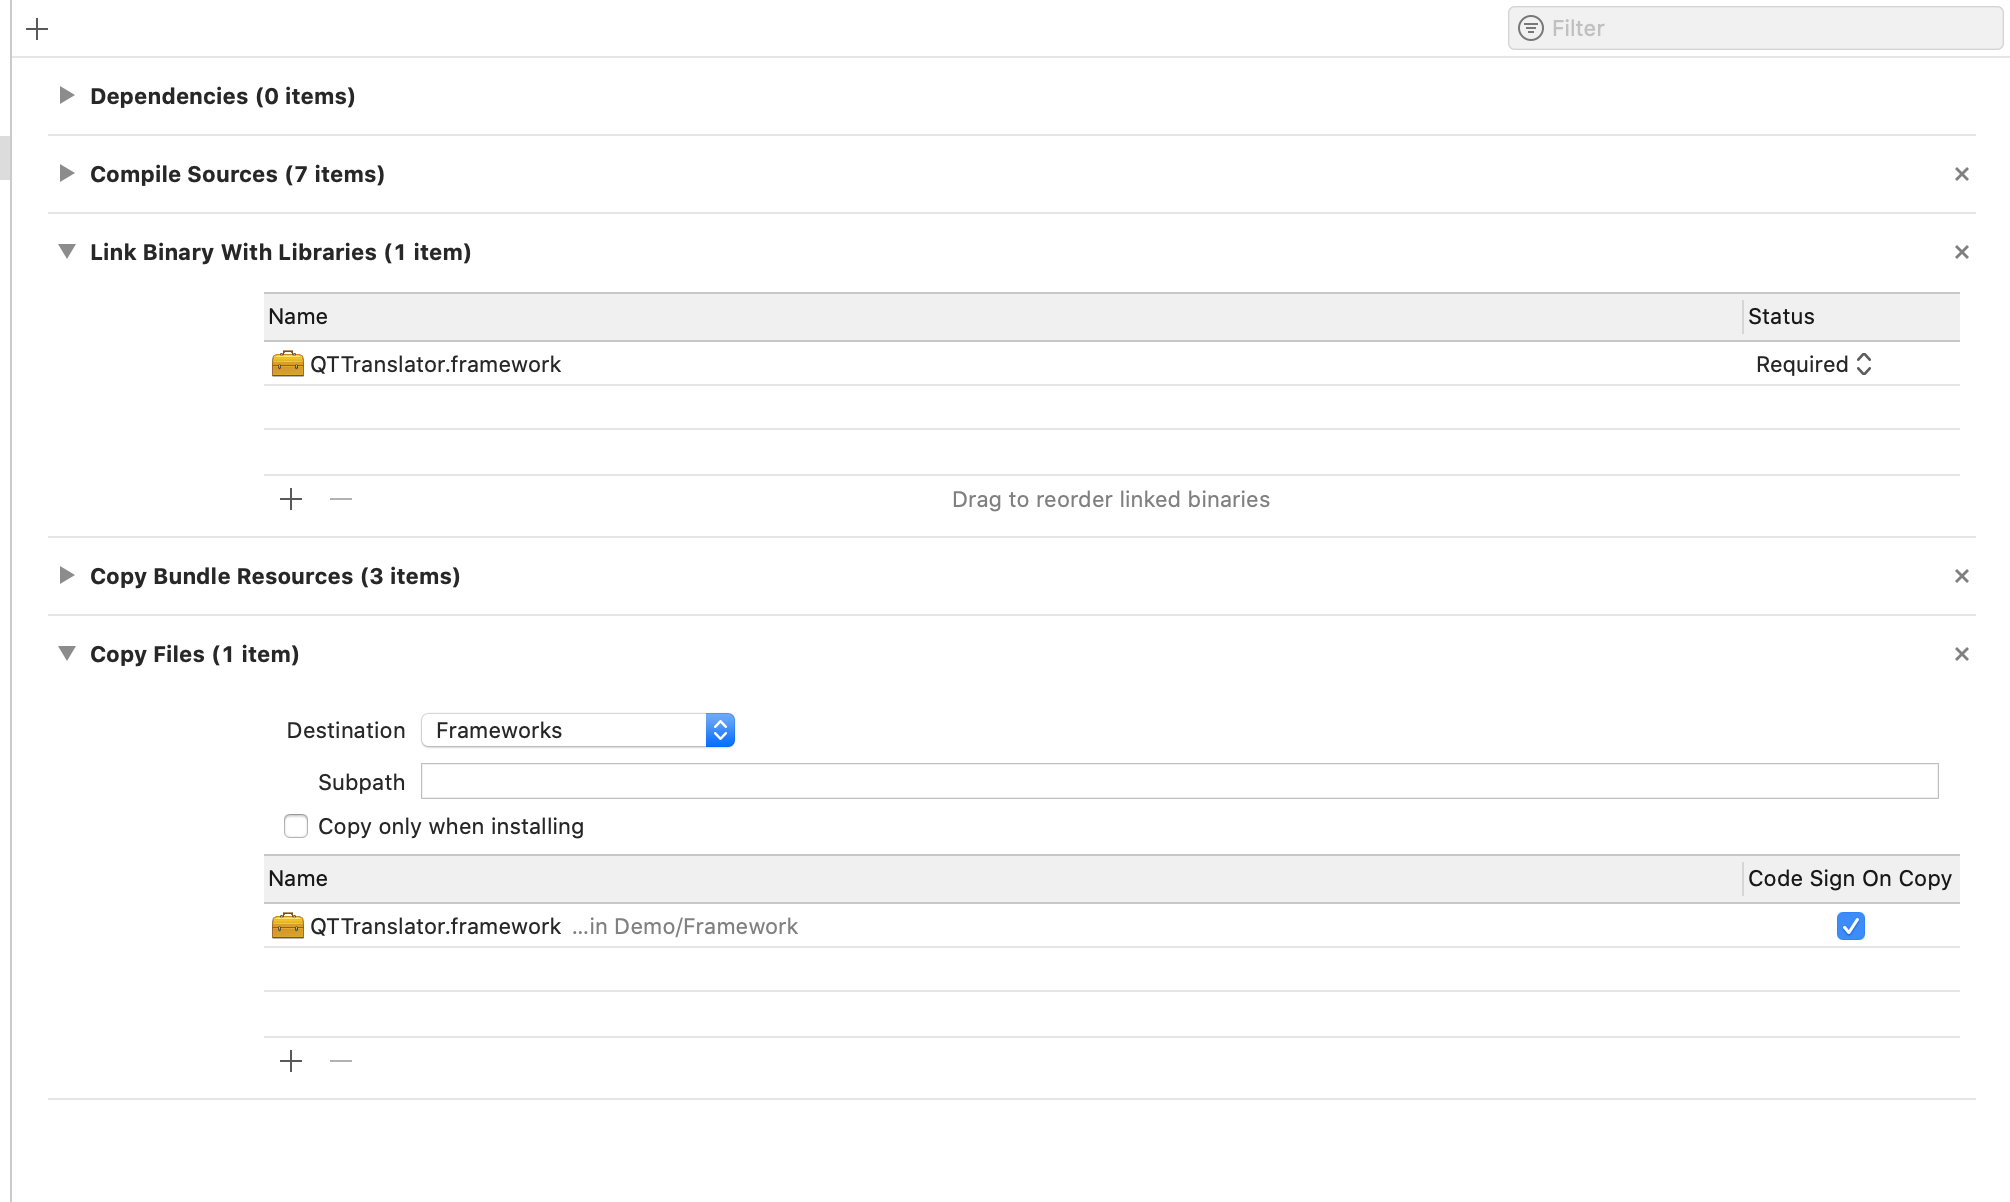 Filter
Dependencies (0 items)
Compile Sources (7 items)
Link Binary With Libraries (1 item)
Name Status
QTTranslator.framework Required
Drag to reorder linked binaries
Copy Bundle Resources (3 items)
Copy Files (1 item)
Destination Frameworks
Subpath
Copy only when installing
Name Code Sign On Copy
QTTranslator.framework ...in Demo/Framework